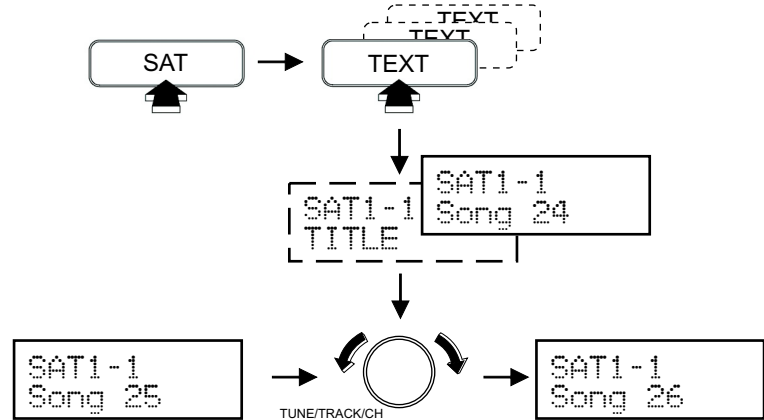 TEXT
TEXT
SAT
TEXT
SAT1-1
Song 24
SAT1-1
TITLE
SAT1-1
Song 25
TUNE/TRACK/CH
SAT1-1
Song 26